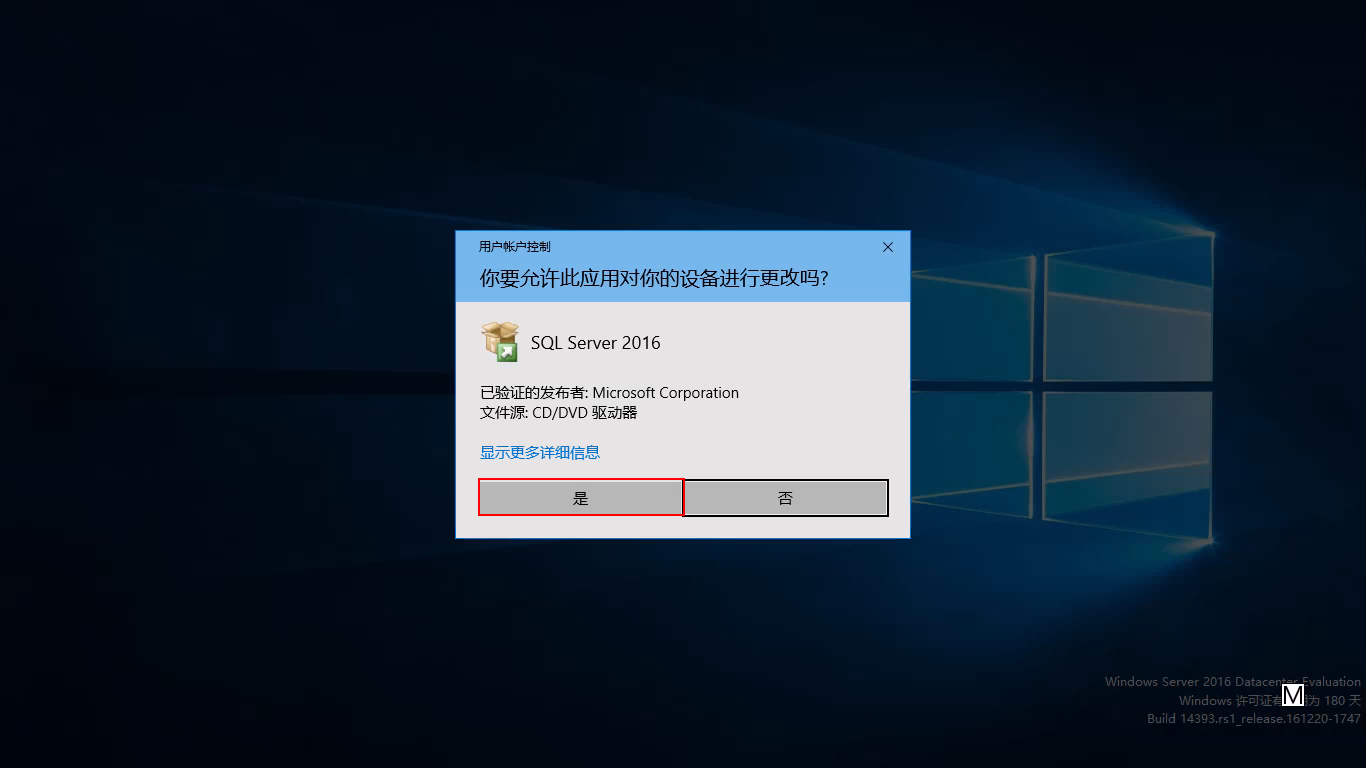 用户帐户控制
你要允许此应用对你的设备进行更改吗?
SQL Server 2016
已验证的发布者: Microsoft Corporation
文件源: CD/DVD 驱动器
显示更多详细信息
是
否
Windows Server 2016 Datacenter Evaluation
Windows 许可证有 为 180 天
M
Build 14393.rs1_release.161220-1747